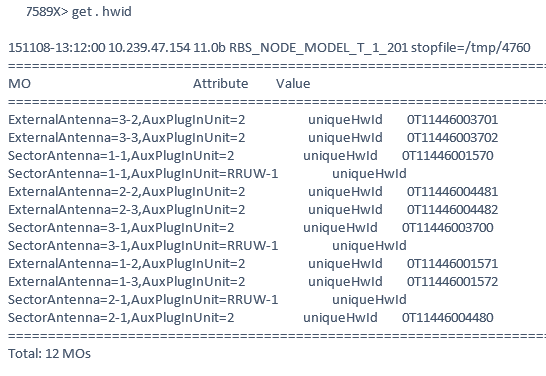 7589X> get . hwid
151108-13:12:00 10.239.47.154 11.0b RBS_NODE_MODEL_T_1_201 stopfile=/tmp/4760
=================================================================
MO Attribute Value
=================================================================
ExternalAntenna=3-2,AuxPlugInUnit=2 uniqueHwId 0T11446003701
ExternalAntenna=3-3,AuxPlugInUnit=2 uniqueHwId 0T11446003702
SectorAntenna=1-1,AuxPlugInUnit=2 uniqueHwId 0T11446001570
SectorAntenna=1-1,AuxPlugInUnit=RRUW-1 uniqueHwId
ExternalAntenna=2-2,AuxPlugInUnit=2 uniqueHwId 0T11446004481
ExternalAntenna=2-3,AuxPlugInUnit=2 uniqueHwId 0T11446004482
SectorAntenna=3-1,AuxPlugInUnit=2 uniqueHwId 0T11446003700
SectorAntenna=3-1,AuxPlugInUnit=RRUW-1 uniqueHwId
ExternalAntenna=1-2,AuxPlugInUnit=2 uniqueHwId 0T11446001571
ExternalAntenna=1-3,AuxPlugInUnit=2 uniqueHwId 0T11446001572
SectorAntenna=2-1,AuxPlugInUnit=RRUW-1 uniqueHwId
SectorAntenna=2-1,AuxPlugInUnit=2 uniqueHwId 0T11446004480
=================================================================
Total: 12 MOs